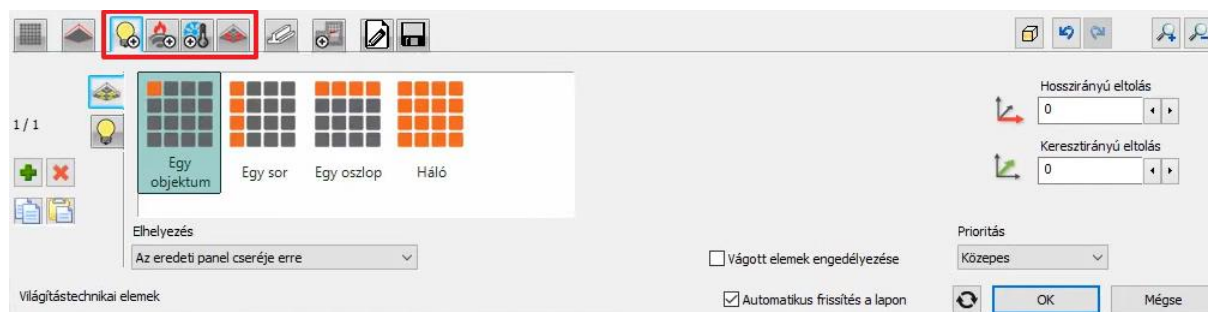 Hosszirányú eltolás
0
1 / 1
Keresztirányú eltolás
0
Egy
objektum
Egy sor
Egy oszlop
Háló
Elhelyezés
Prioritás
Az eredeti panel cseréje erre
Vágott elemek engedélyezése
Közepes
Világítástechnikai elemek
Automatikus frissítés a lapon
OK
Mégse